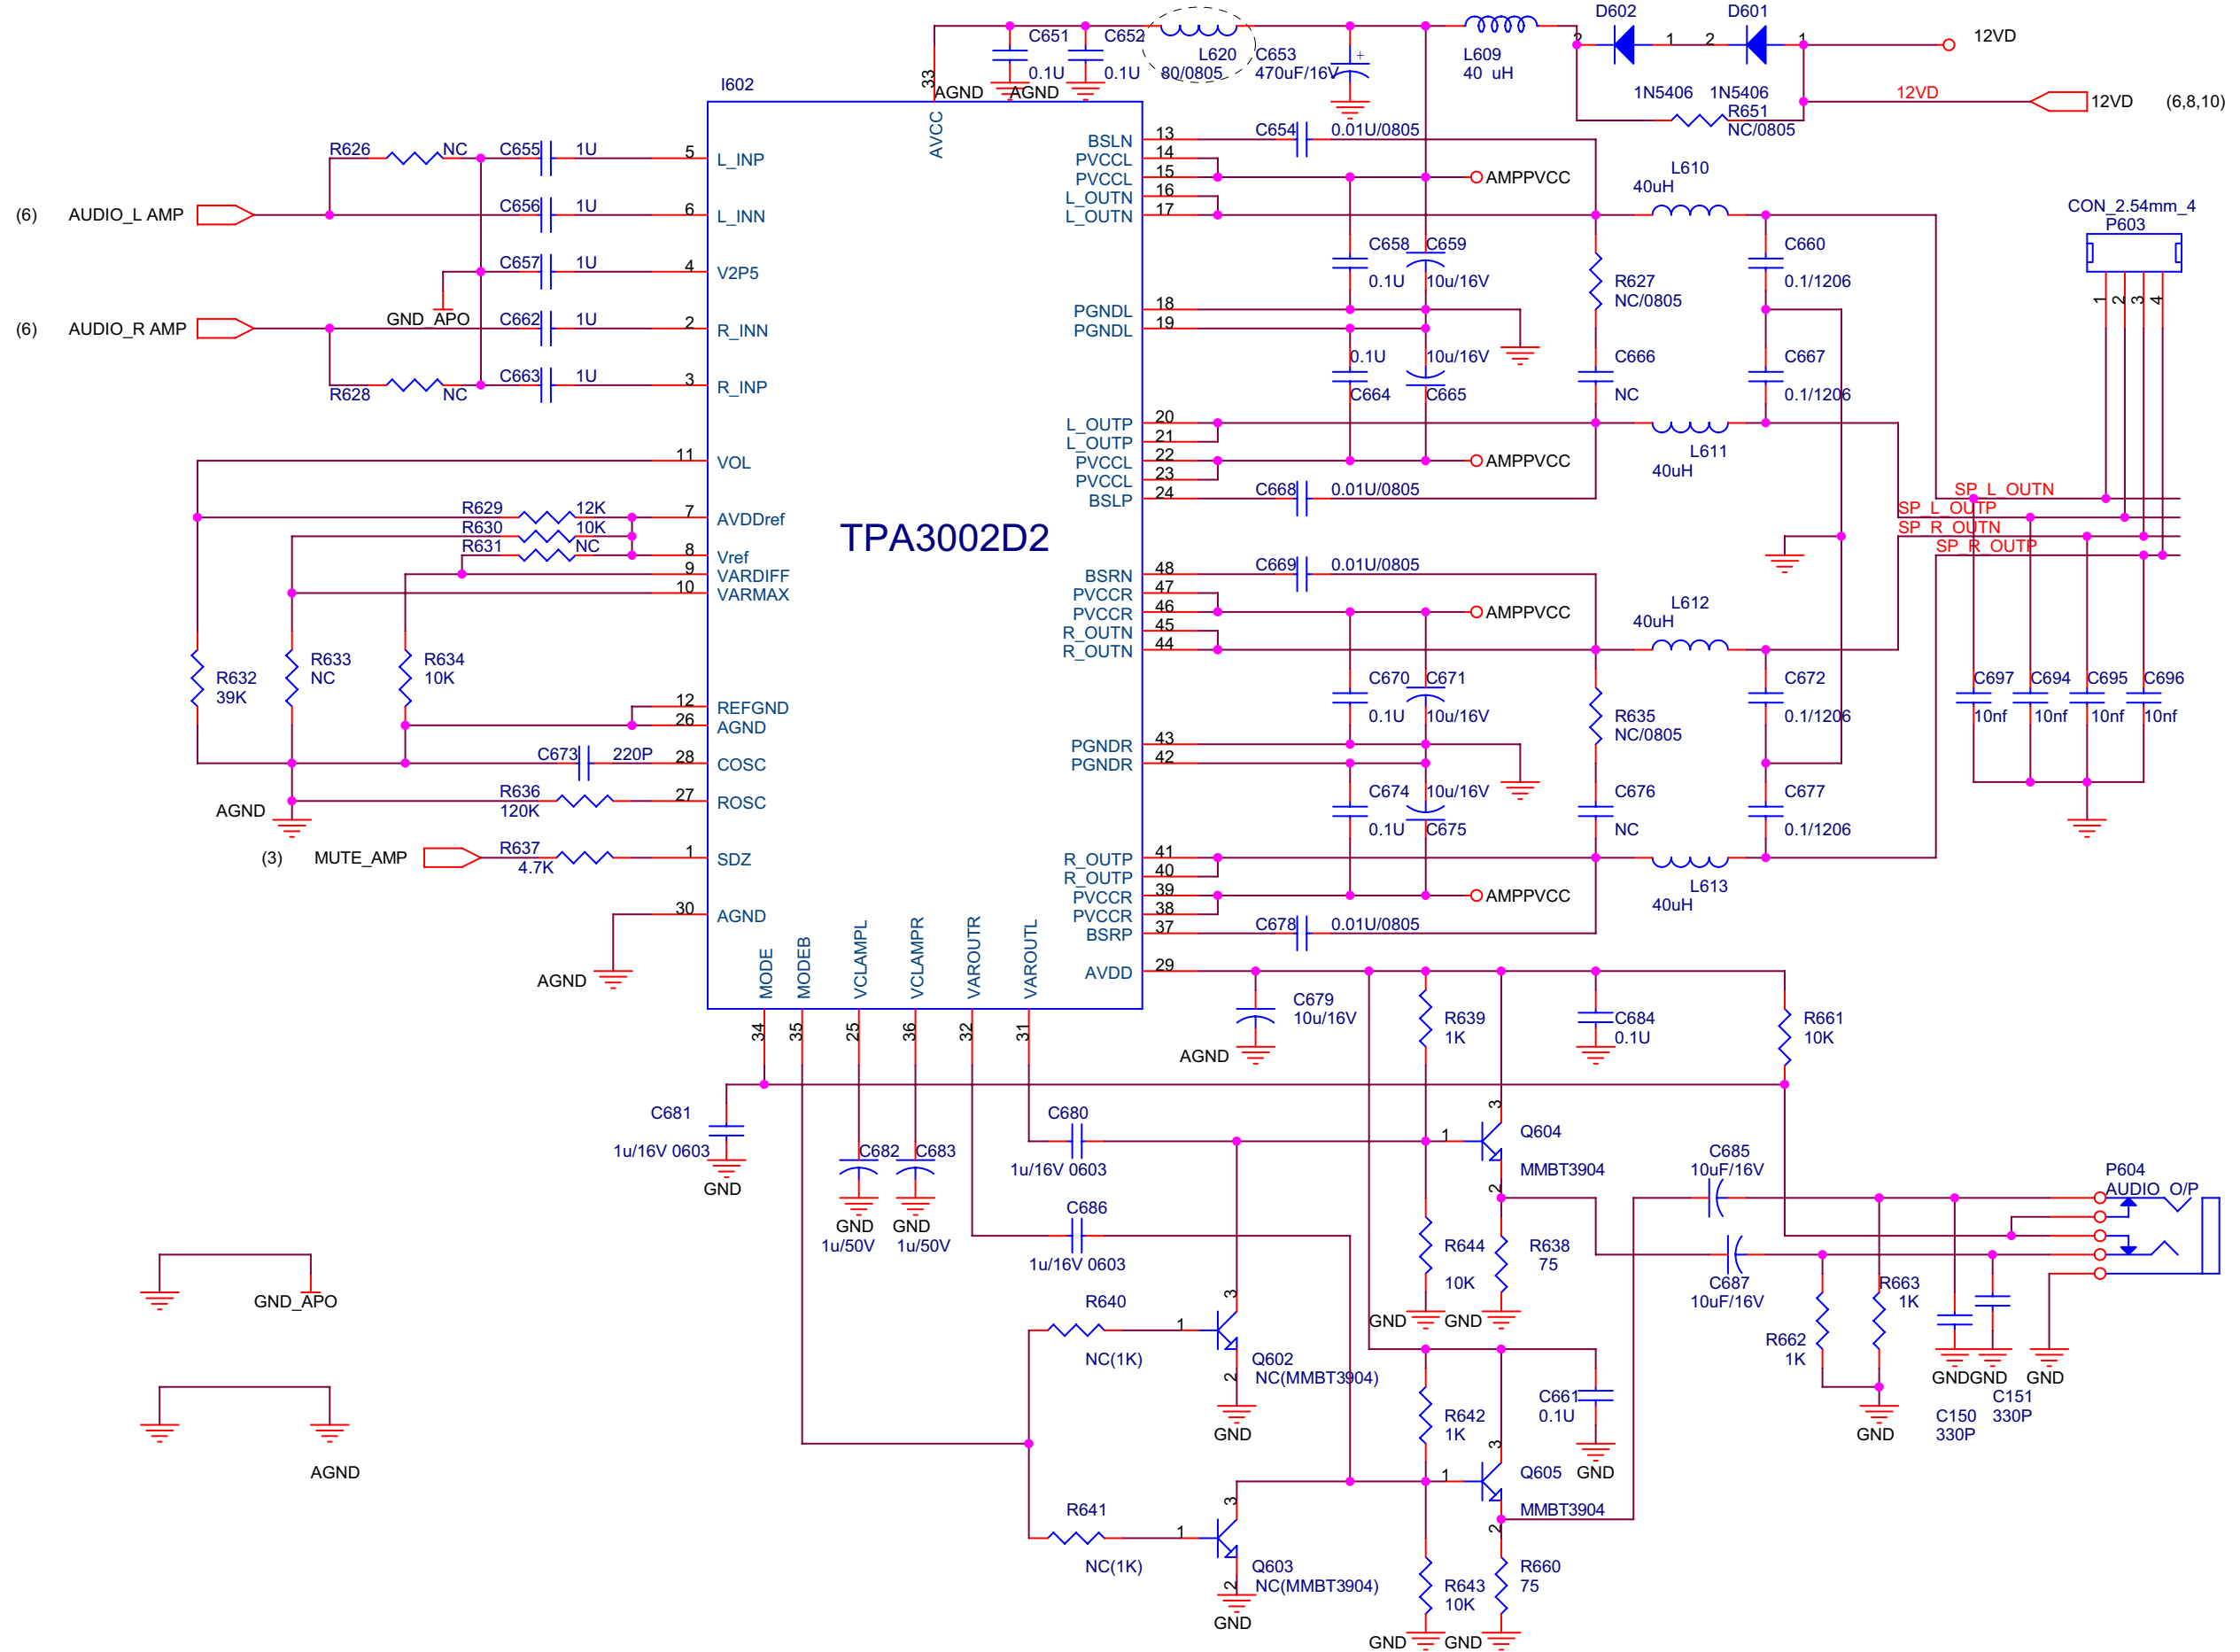 D602 D601
C651 C652
2 1 2 1 12VD
L620 C653 L609
33 0.1U 0.1U 80/0805 470uF/16V + 40 uH
I602 AGND AGND 1N5406 1N5406 12VD 12VD (6,8,10)
R651
NC/0805
AVCC
R626 NC C655 1U 5 L_INP
BSLN 13 C654 0.01U/0805
PVCCL 14
PVCCL 15 AMPPVCC
L_OUTN 16
L_OUTN 17
L610
40uH
(6) AUDIO_L AMP C656 1U 6 L_INN
CON_2.54mm_4
P603
1 2 3 4
C657 1U 4 V2P5
C658 C659
0.1U 10u/16V
R627
NC/0805
C660
0.1/1206
GND_APO
(6) AUDIO_R AMP C662 1U 2 R_INN
PGNDL 18
PGNDL 19
0.1U 10u/16V
C664 C665
C666
NC
C667
0.1/1206
R628 NC C663 1U 3 R_INP
L_OUTP 20
L_OUTP 21
PVCCL 22 AMPPVCC
PVCCL 23
BSLP 24 C668 0.01U/0805
L611
40uH
11 VOL
R629 12K 7 AVDDref
R630 10K
R631 NC 8 Vref
9 VARDIFF
10 VARMAX
TPA3002D2
SP_L_OUTN
SP_L_OUTP
SP_R_OUTN
SP_R_OUTP
BSRN 48 C669 0.01U/0805
PVCCR 47
PVCCR 46 AMPPVCC
R_OUTN 45
R_OUTN 44
L612
40uH
R632
39K
R633
NC
R634
10K
12 REFGND
26 AGND
C670 C671
0.1U 10u/16V
R635
NC/0805
C672
0.1/1206
C697 C694 C695 C696
10nf 10nf 10nf 10nf
C673 220P 28 COSC
PGNDR 43
PGNDR 42
AGND R636 27 ROSC
120K
C674 10u/16V
0.1U C675
C676
NC
C677
0.1/1206
(3) MUTE_AMP R637 1 SDZ
4.7K
R_OUTP 41
R_OUTP 40
PVCCR 39 AMPPVCC
PVCCR 38
BSRP 37 C678 0.01U/0805
L613
40uH
30 AGND
AGND
AVDD 29
MODE MODEB VCLAMPL VCLAMPR VAROUTR VAROUTL
34 35 25 36 32 31
C679
10u/16V
AGND
R639
1K
C684
0.1U
R661
10K
C681
1u/16V 0603
GND
C682 C683
GND GND
1u/50V 1u/50V
C680
1u/16V 0603
3
1 Q604
MMBT3904
2
C685
10uF/16V
P604
AUDIO_O/P
C686
1u/16V 0603
R644
10K
R638
75
GND GND
C687
10uF/16V
R663
1K
R662
1K
GND_APO
R640
NC(1K)
3
1
Q602
NC(MMBT3904)
2
GND
GND GND GND
C151
330P
C150
330P
GND
C661
0.1U
GND
R642
1K
AGND
3
1 Q605
MMBT3904
2
R641
NC(1K)
3
1
Q603
NC(MMBT3904)
2
GND
R643
10K
R660
75
GND GND